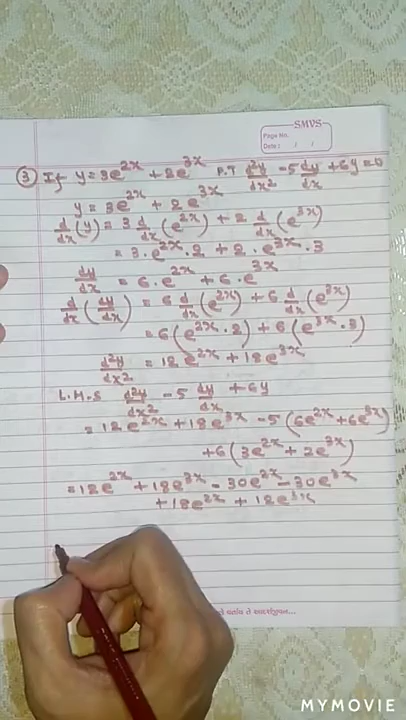 SMVS
Page No.
Date: / /
③ If y = 3e^2x + 2e^3x P.T d²y/dx² - 5 dy/dx + 6y = 0
y = 3e^2x + 2e^3x
d/dx (y) = 3 d/dx (e^2x) + 2 d/dx (e^3x)
= 3·e^2x·2 + 2·e^3x·3
dy/dx = 6·e^2x + 6·e^3x
d/dx (dy/dx) = 6 d/dx (e^2x) + 6 d/dx (e^3x)
= 6(e^2x·2) + 6(e^3x·3)
d²y/dx² = 12e^2x + 18e^3x
L.H.S d²y/dx² - 5 dy/dx + 6y
= 12e^2x + 18e^3x - 5(6e^2x + 6e^3x)
+ 6(3e^2x + 2e^3x)
= 12e^2x + 18e^3x - 30e^2x - 30e^3x
+ 18e^2x + 12e^3x
MYMOVIE